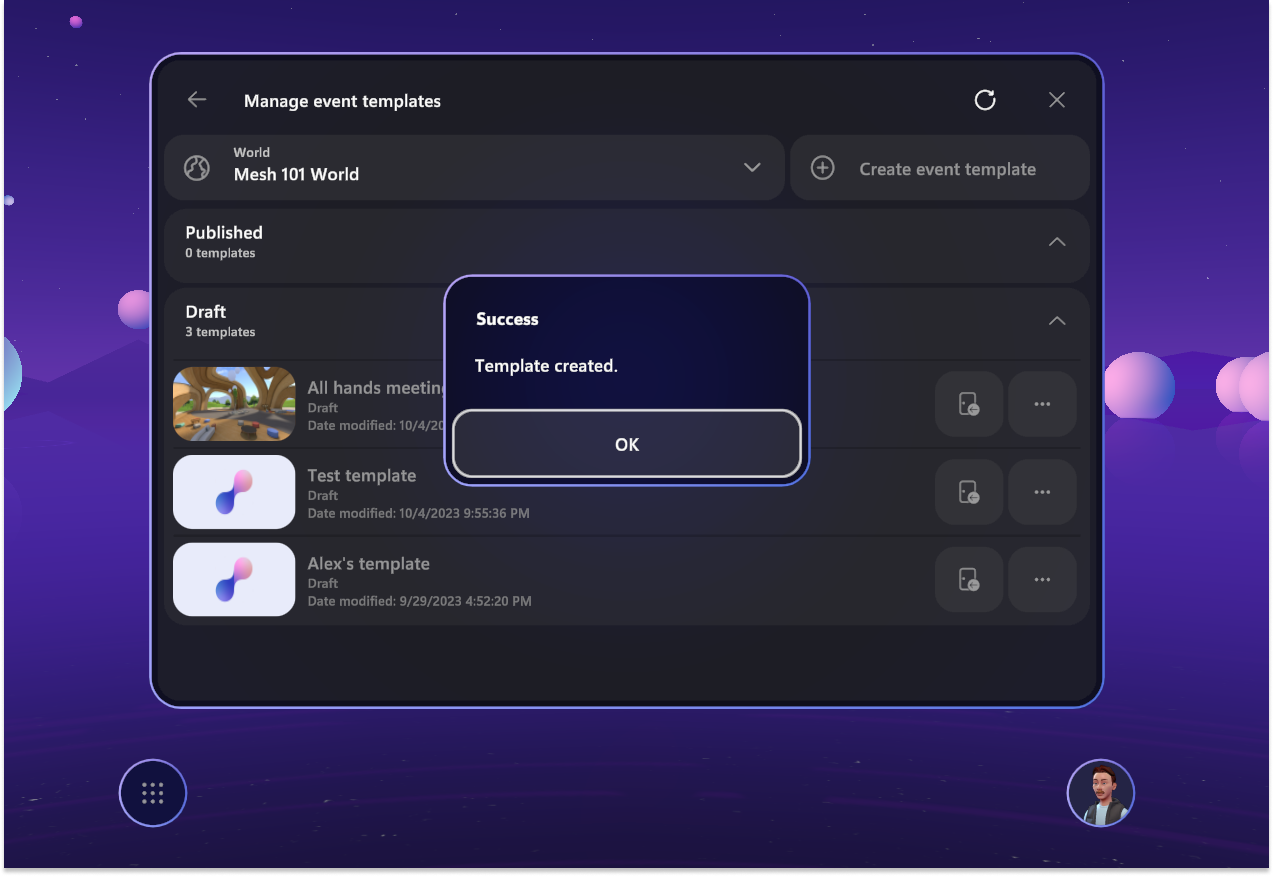 Manage event templates
World
Mesh 101 World
Create event template
Published
0 templates
Draft
3 templates
Success
Template created.
OK
All hands meeting
Draft
Date modified: 10/4/20
Test template
Draft
Date modified: 10/4/2023 9:55:36 PM
Alex's template
Draft
Date modified: 9/29/2023 4:52:20 PM